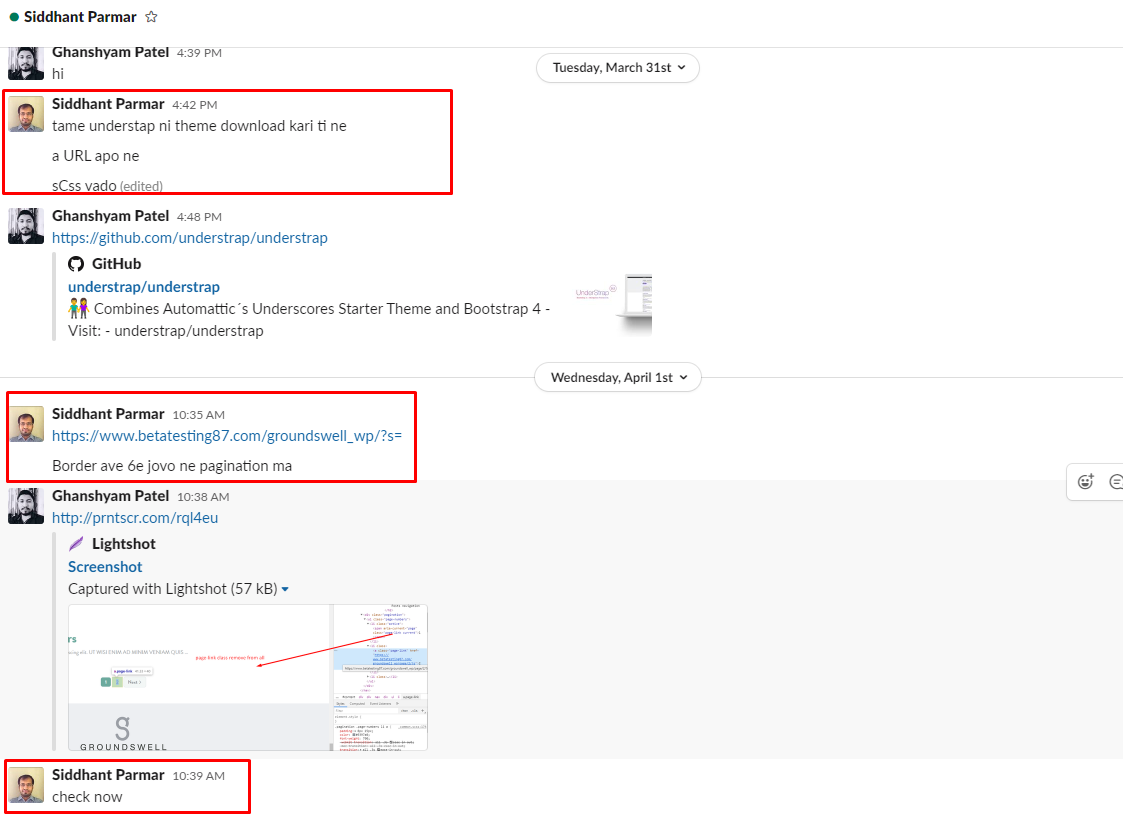 Siddhant Parmar
Ghanshyam Patel 4:39 PM
hi
Tuesday, March 31st
Siddhant Parmar 4:42 PM
tame understap ni theme download kari ti ne
a URL apo ne
sCss vado (edited)
Ghanshyam Patel 4:48 PM
https://github.com/understrap/understrap
GitHub
understrap/understrap
Combines Automattic´s Underscores Starter Theme and Bootstrap 4 -
Visit: - understrap/understrap
UnderStrap
Wednesday, April 1st
Siddhant Parmar 10:35 AM
https://www.betatesting87.com/groundswell_wp/?s=
Border ave 6e jovo ne pagination ma
Ghanshyam Patel 10:38 AM
http://prntscr.com/rql4eu
Lightshot
Screenshot
Captured with Lightshot (57 kB)
rs
page link class remove from all
Next
GROUNDSWELL
Siddhant Parmar 10:39 AM
check now